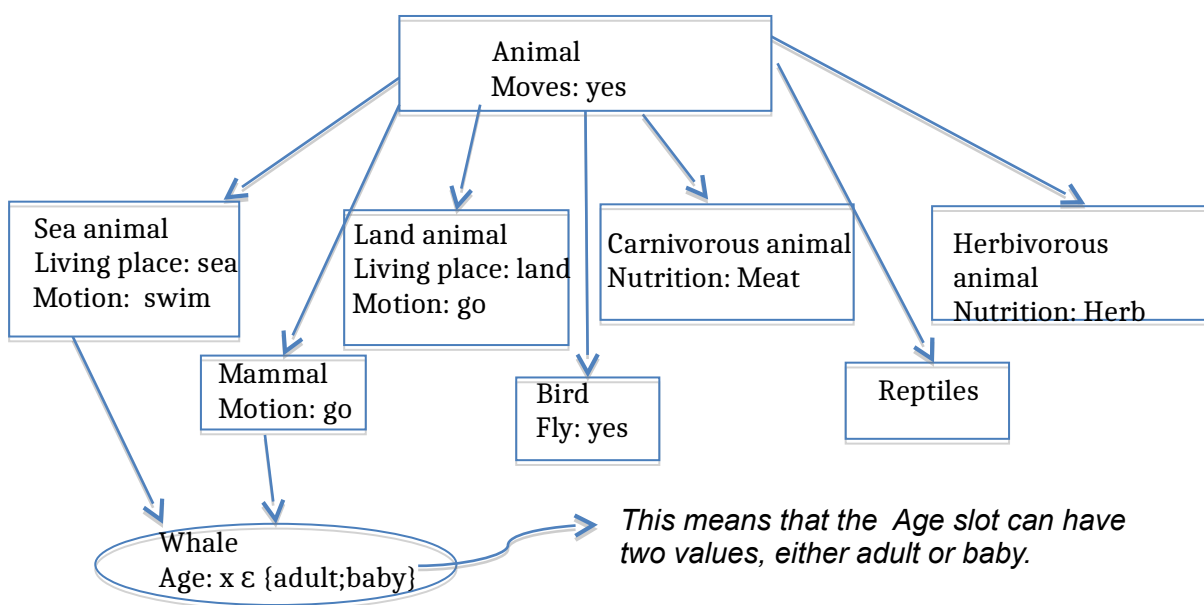 Animal
Moves: yes
Sea animal
Living place: sea
Motion:  swim
Land animal
Living place: land
Motion: go
Carnivorous animal
Nutrition: Meat
Herbivorous
animal
Nutrition: Herb
Mammal
Motion: go
Bird
Fly: yes
Reptiles
Whale
Age: x ε {adult;baby}
This means that the  Age slot can have
two values, either adult or baby.